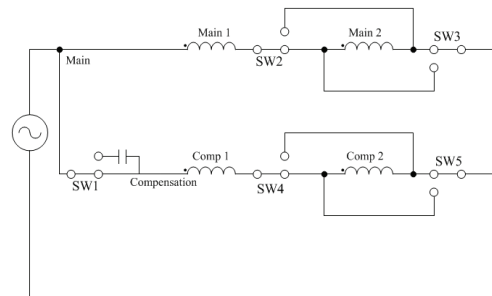 Main 1
Main 2
Main
SW2
SW3
Comp 1
Comp 2
SW1
Compensation
SW4
SW5